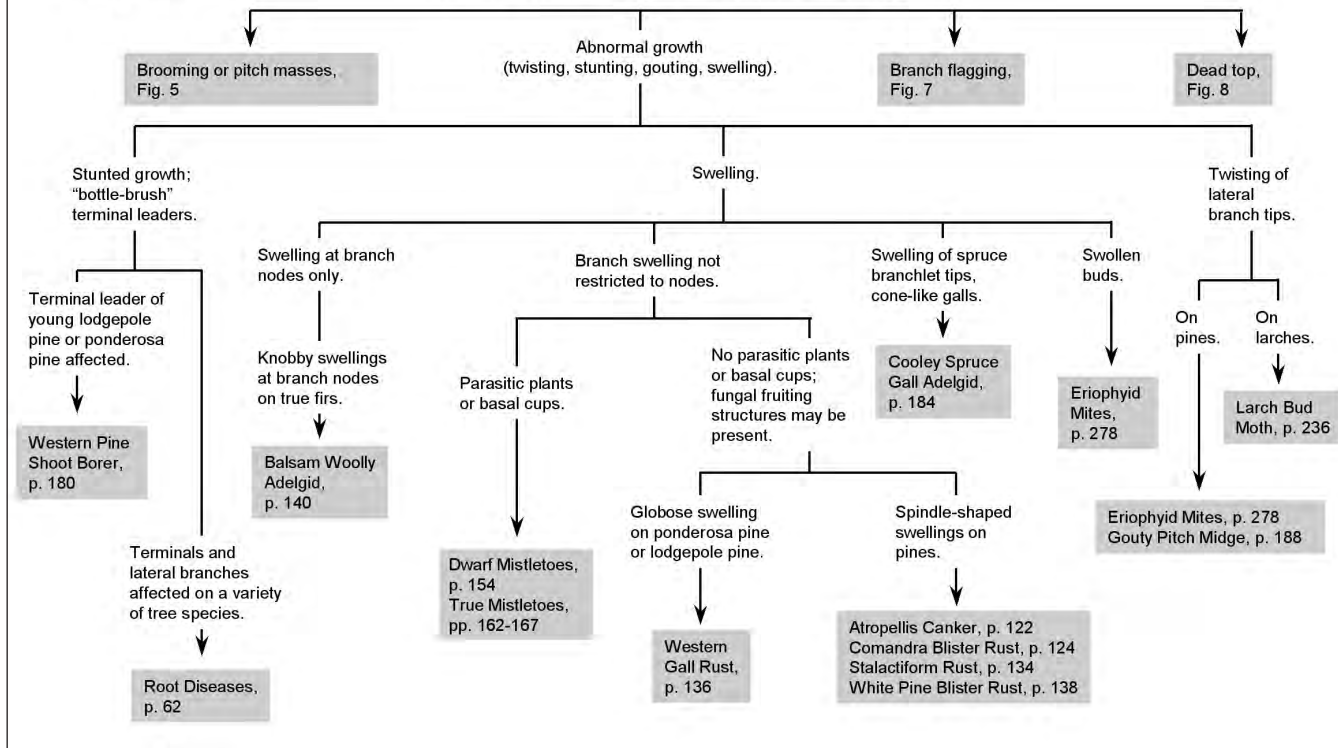 Brooming or pitch masses,
Fig. 5
Abnormal growth
(twisting, stunting, gouting, swelling).
Branch flagging,
Fig. 7
Dead top,
Fig. 8
Stunted growth;
“bottle-brush”
terminal leaders.
Swelling.
Twisting of
lateral
branch tips.
Terminal leader of
young lodgepole
pine or ponderosa
pine affected.
Western Pine
Shoot Borer,
p. 180
Terminals and
lateral branches
affected on a variety
of tree species.
Root Diseases,
p. 62
Swelling at branch
nodes only.
Knobby swellings
at branch nodes
on true firs.
Balsam Woolly
Adelgid,
p. 140
Branch swelling not
restricted to nodes.
Parasitic plants
or basal cups.
Dwarf Mistletoes,
p. 154
True Mistletoes,
pp. 162-167
No parasitic plants
or basal cups;
fungal fruiting
structures may be
present.
Globose swelling
on ponderosa pine
or lodgepole pine.
Western
Gall Rust,
p. 136
Spindle-shaped
swellings on
pines.
Atropellis Canker, p. 122
Comandra Blister Rust, p. 124
Stalactiform Rust, p. 134
White Pine Blister Rust, p. 138
Swelling of spruce
branchlet tips,
cone-like galls.
Cooley Spruce
Gall Adelgid,
p. 184
Swollen
buds.
Eriophyid
Mites,
p. 278
On
pines.
Eriophyid Mites, p. 278
Gouty Pitch Midge, p. 188
On
larches.
Larch Bud
Moth, p. 236